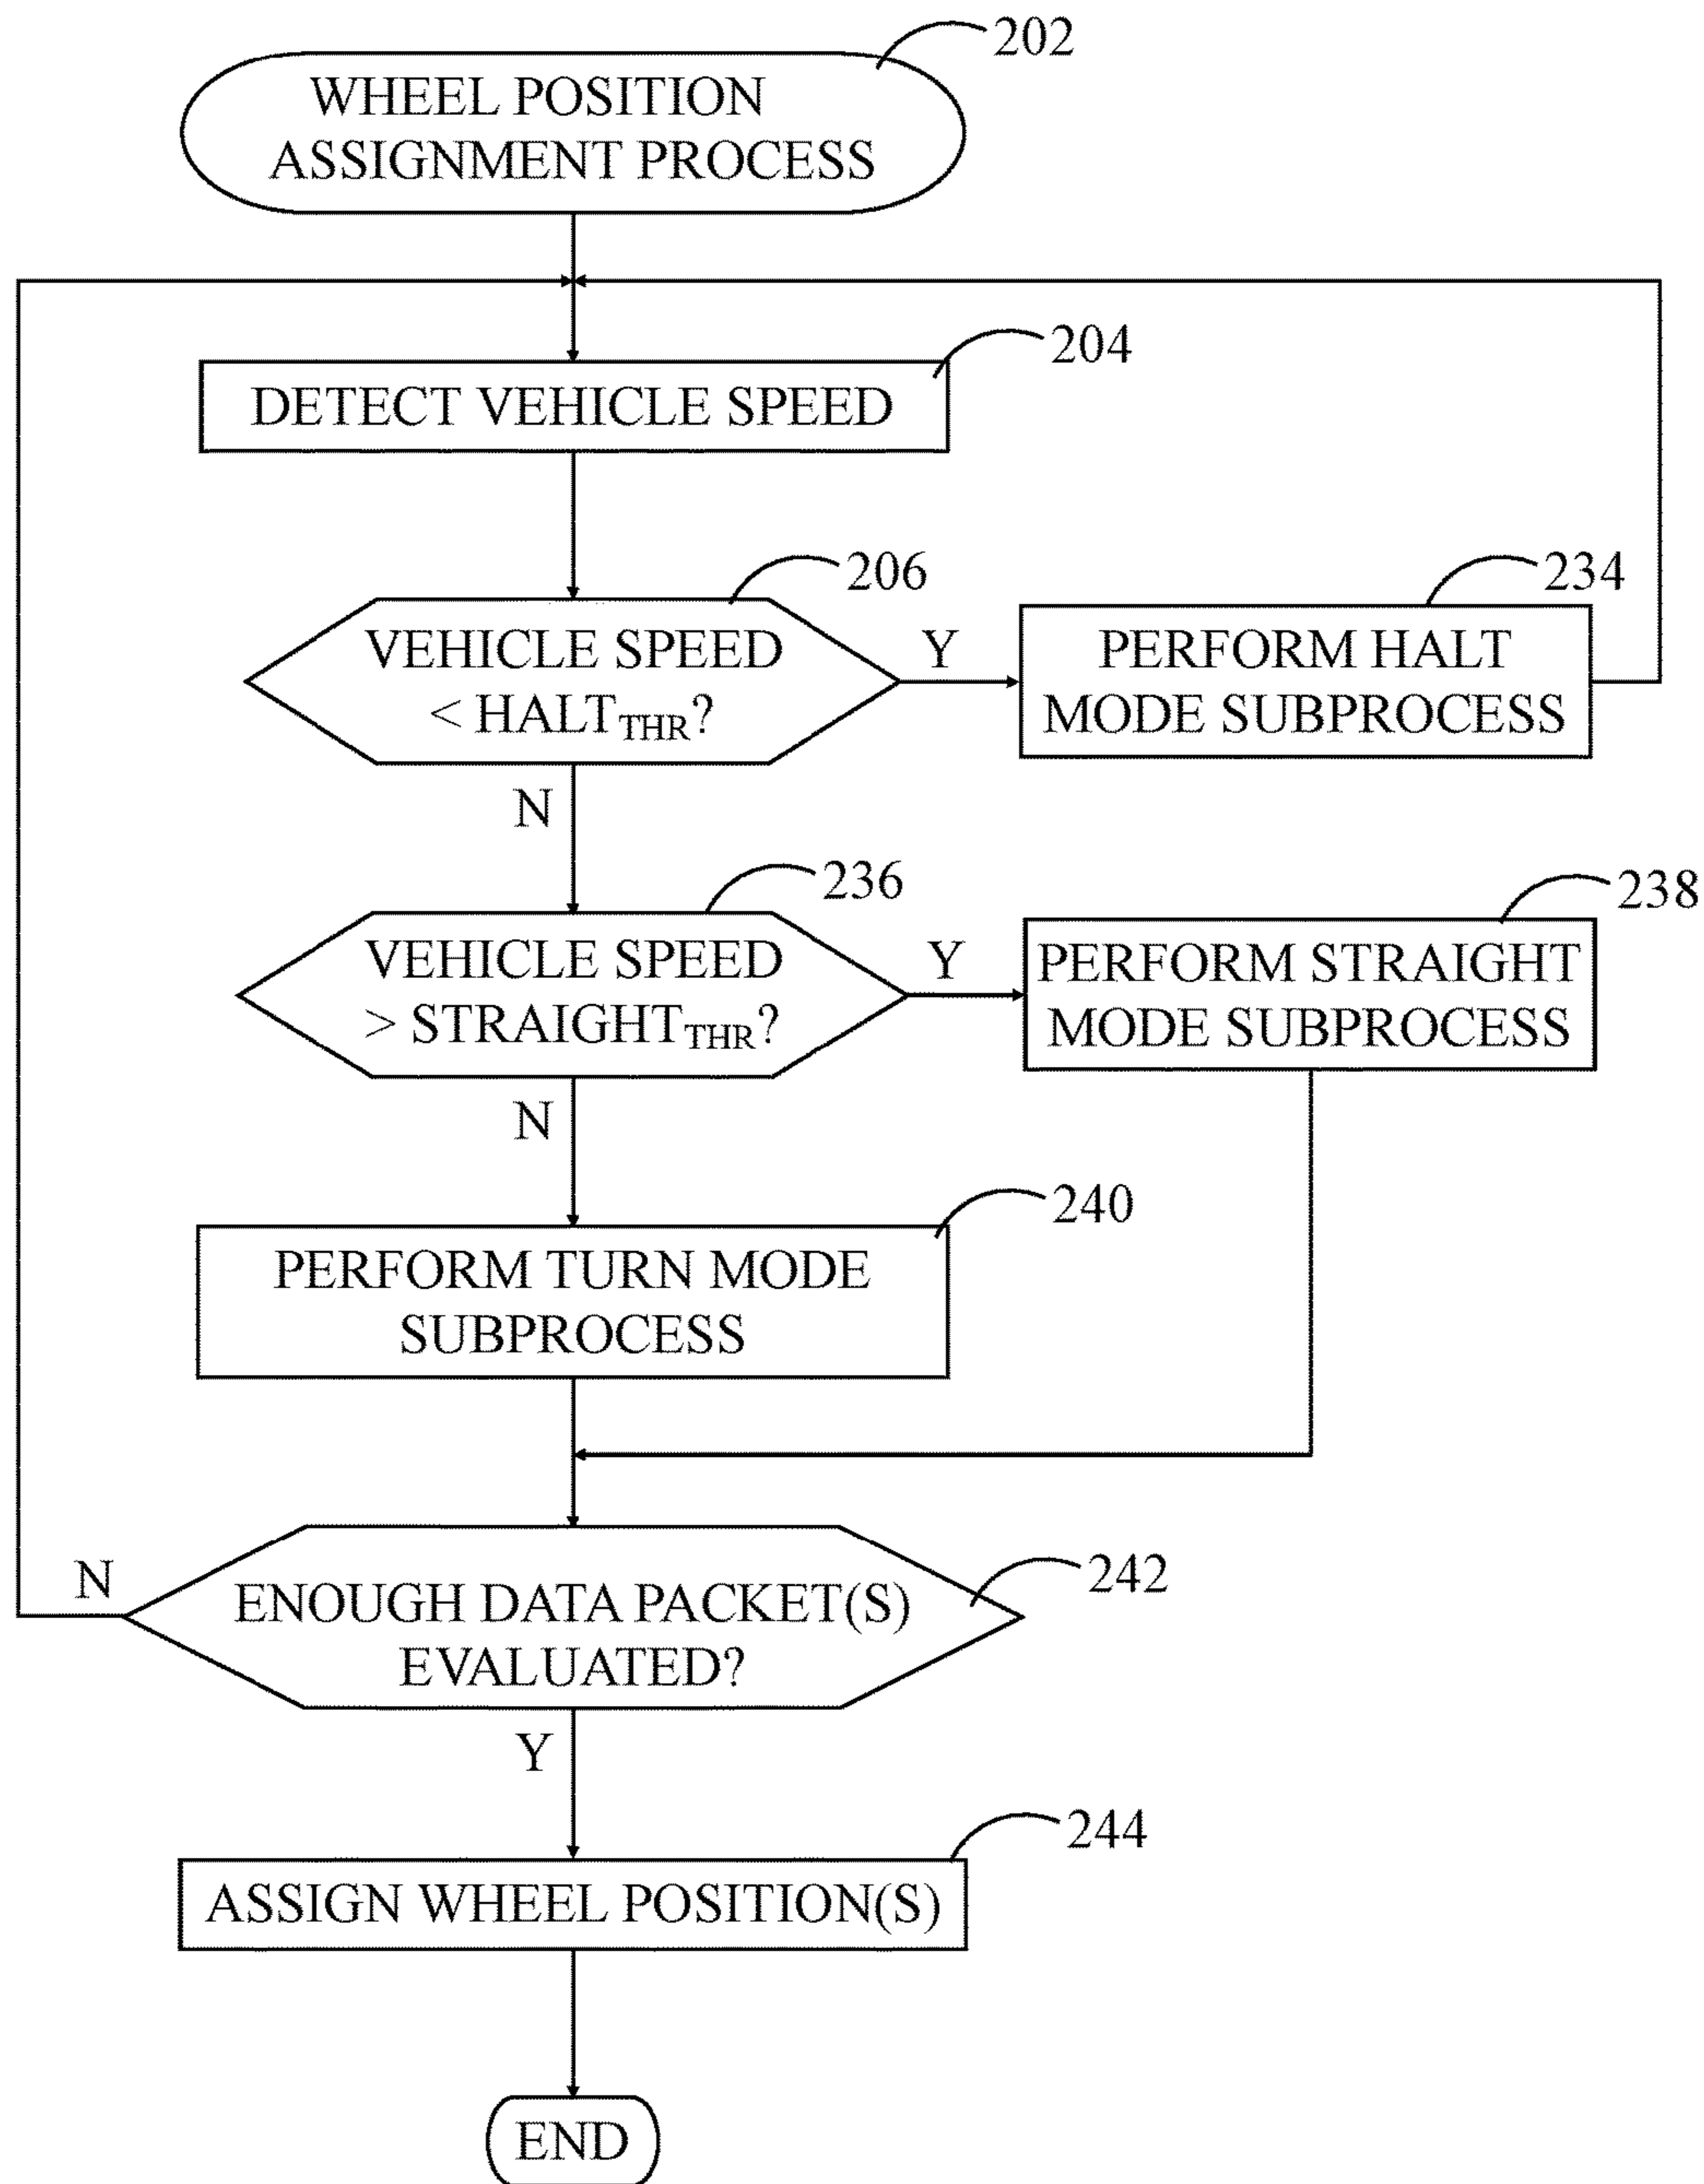 202
WHEEL POSITION
ASSIGNMENT PROCESS
204
DETECT VEHICLE SPEED
206
VEHICLE SPEED
< HALTTHR?
Y
234
PERFORM HALT
MODE SUBPROCESS
N
236
VEHICLE SPEED
> STRAIGHTTHR?
Y
238
PERFORM STRAIGHT
MODE SUBPROCESS
N
240
PERFORM TURN MODE
SUBPROCESS
N
242
ENOUGH DATA PACKET(S)
EVALUATED?
Y
244
ASSIGN WHEEL POSITION(S)
END